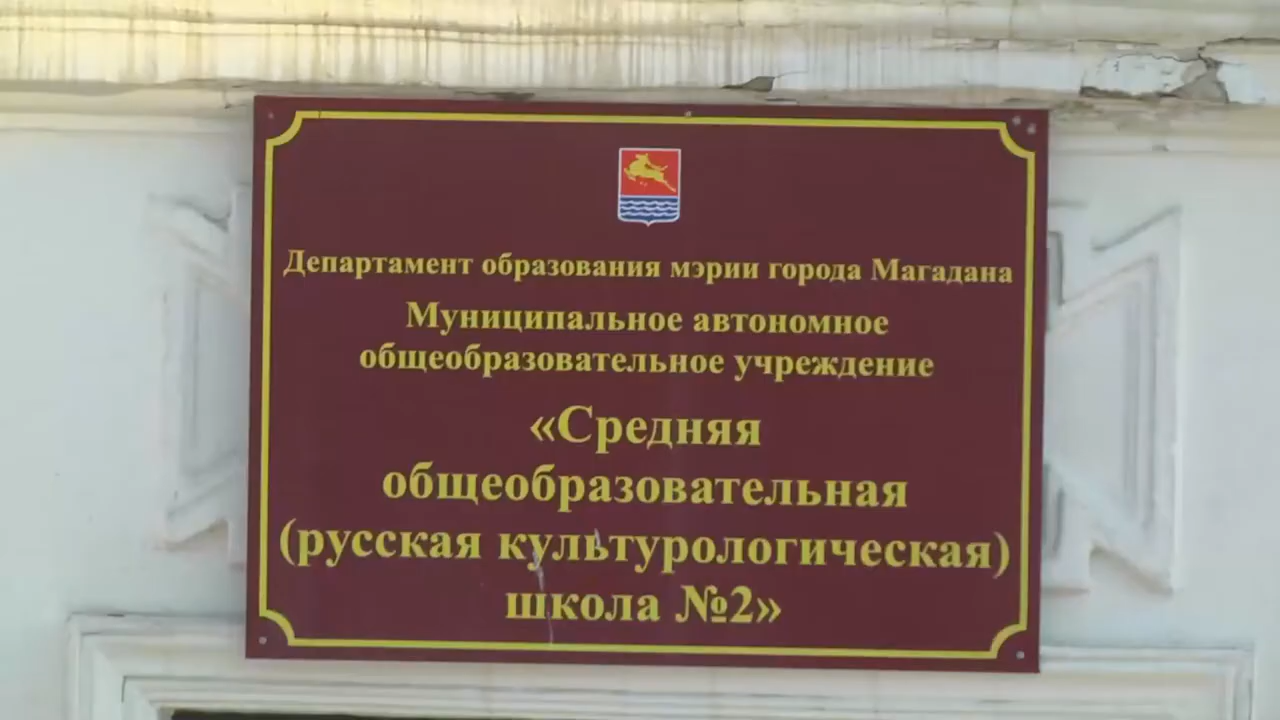 Департамент образования мэрии города Магадана
Муниципальное автономное
общеобразовательное учреждение
«Средняя
общеобразовательная
(русская культурологическая)
школа №2»